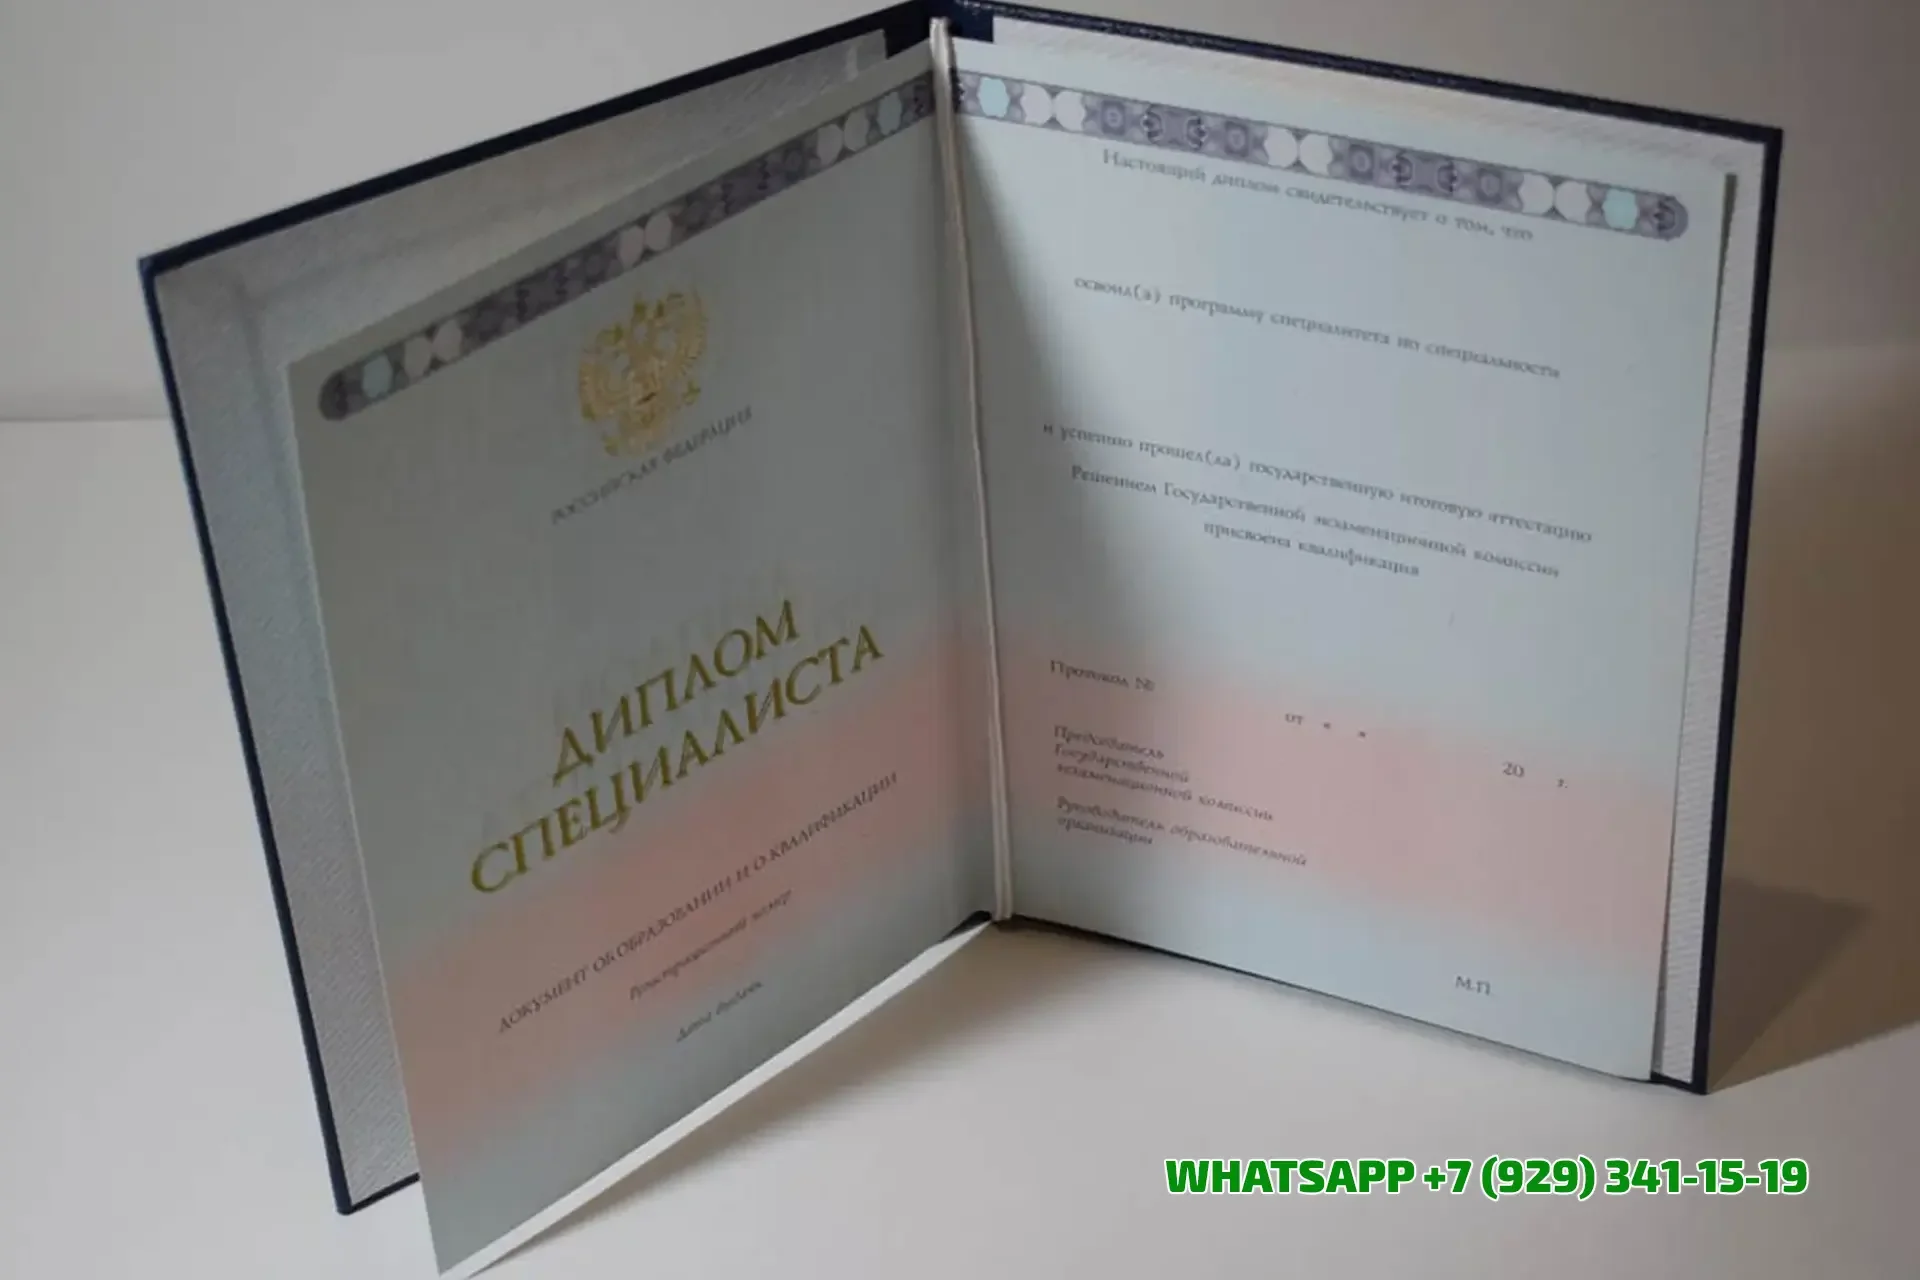 РОССИЙСКАЯ ФЕДЕРАЦИЯ
ДИПЛОМ
СПЕЦИАЛИСТА
ДОКУМЕНТ ОБ ОБРАЗОВАНИИ И О КВАЛИФИКАЦИИ
Регистрационный номер
Дата выдачи
Настоящий диплом свидетельствует о том, что
освоил(а) программу специалитета по специальности
и успешно прошел(ла) государственную итоговую аттестацию
Решением Государственной экзаменационной комиссии
присвоена квалификация
Протокол №
от « »
20 г.
Председатель
Государственной
экзаменационной комиссии
Руководитель образовательной
организации
М.П.
WHATSAPP +7 (929) 341-15-19